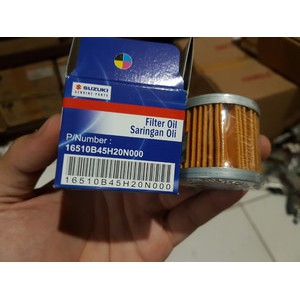 SUZUKI
GENUINE PARTS
Filter Oil
Saringan Oli
P/Number :
16510B45H20N000
16510B45H20N000